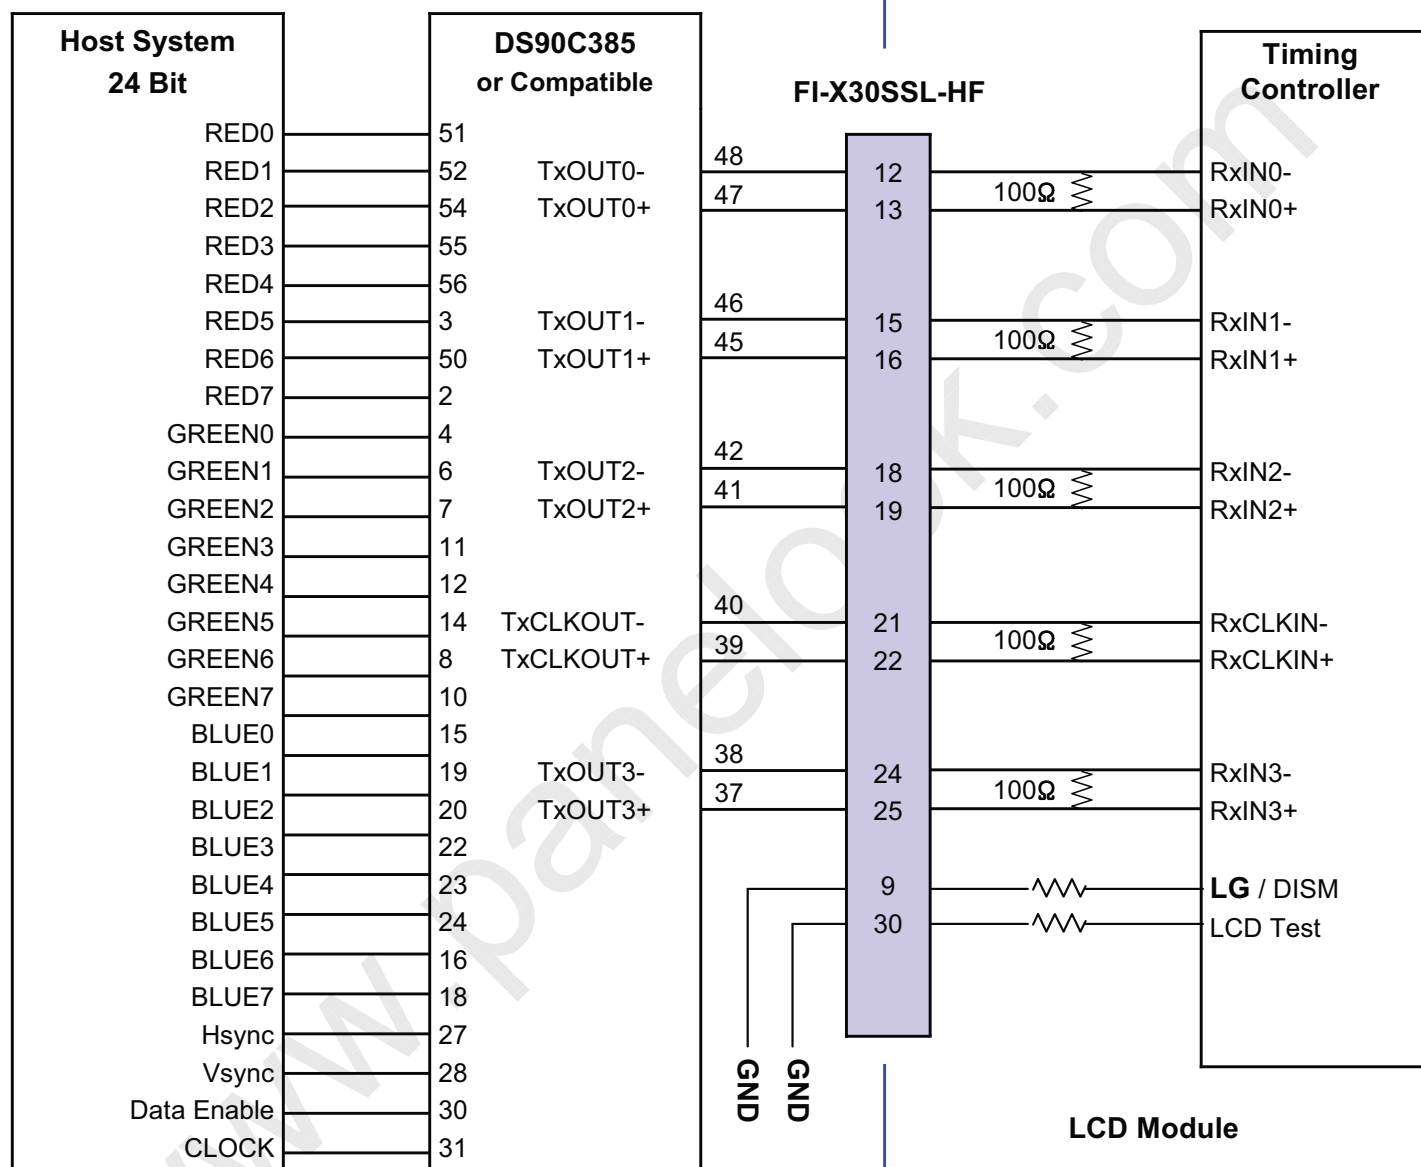 Host System
24 Bit
DS90C385
or Compatible
FI-X30SSL-HF
Timing
Controller
RED0 51
RED1 52 TxOUT0- 48 12 RxIN0-
100Ω
RED2 54 TxOUT0+ 47 13 RxIN0+
RED3 55
RED4 56
RED5 3 TxOUT1- 46 15 RxIN1-
100Ω
RED6 50 TxOUT1+ 45 16 RxIN1+
RED7 2
GREEN0 4
GREEN1 6 TxOUT2- 42 18 RxIN2-
100Ω
GREEN2 7 TxOUT2+ 41 19 RxIN2+
GREEN3 11
GREEN4 12
GREEN5 14 TxCLKOUT- 40 21 RxCLKIN-
100Ω
GREEN6 8 TxCLKOUT+ 39 22 RxCLKIN+
GREEN7 10
BLUE0 15
BLUE1 19 TxOUT3- 38 24 RxIN3-
100Ω
BLUE2 20 TxOUT3+ 37 25 RxIN3+
BLUE3 22
BLUE4 23 9 LG / DISM
BLUE5 24 30 LCD Test
BLUE6 16
BLUE7 18
Hsync 27
Vsync 28
Data Enable 30
CLOCK 31
GND
GND
LCD Module
www.panelook.com